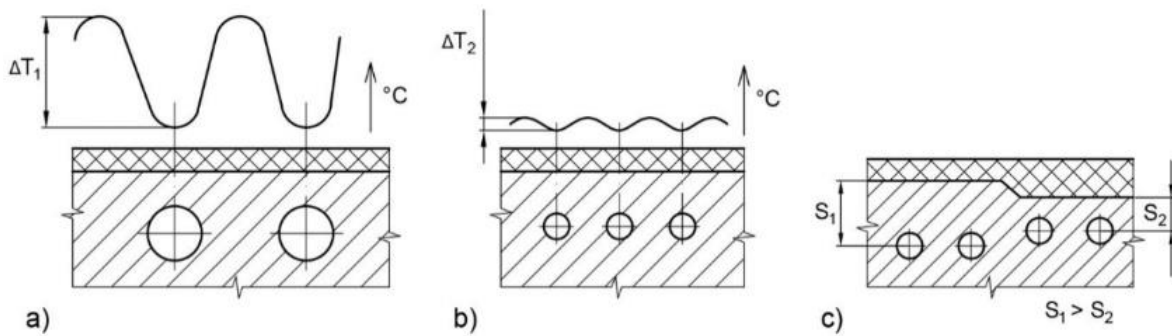 ΔT₁
°C
a)
ΔT₂
°C
b)
S₁
S₂
S₁ > S₂
c)